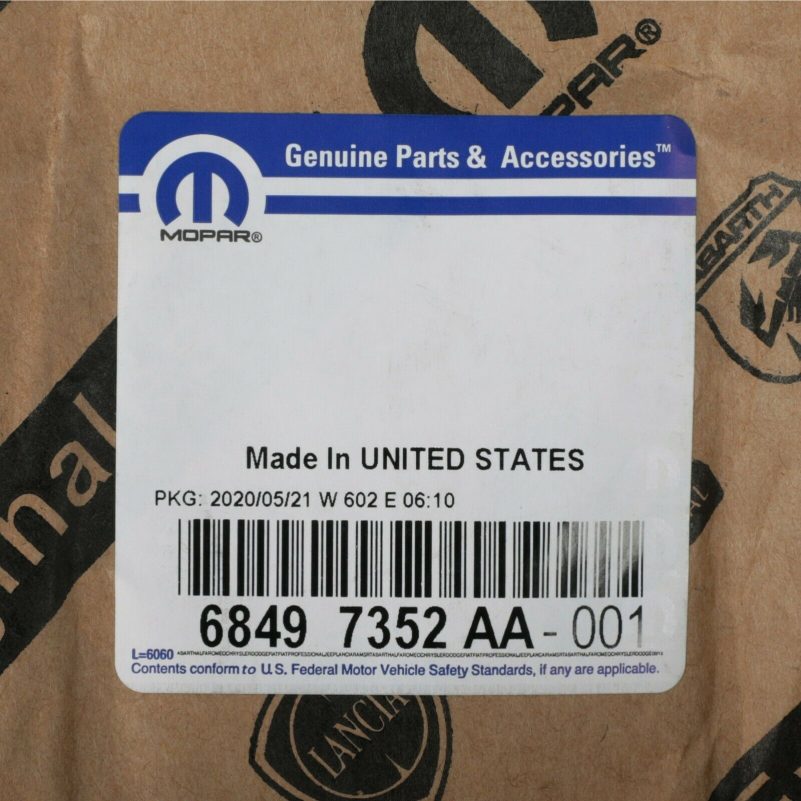 MOPAR®
Genuine Parts & Accessories™
MOPAR®
ABARTH
inal
Made In UNITED STATES
PKG: 2020/05/21 W 602 E 06:10
6849 7352 AA - 001
L=6060
Contents conform to U.S. Federal Motor Vehicle Safety Standards, if any are applicable.
LANCIA